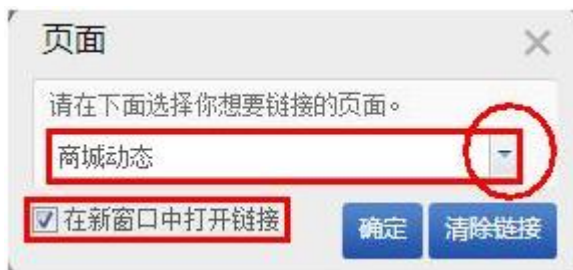 页面
请在下面选择你想要链接的页面。
商城动态
在新窗口中打开链接
确定
清除链接